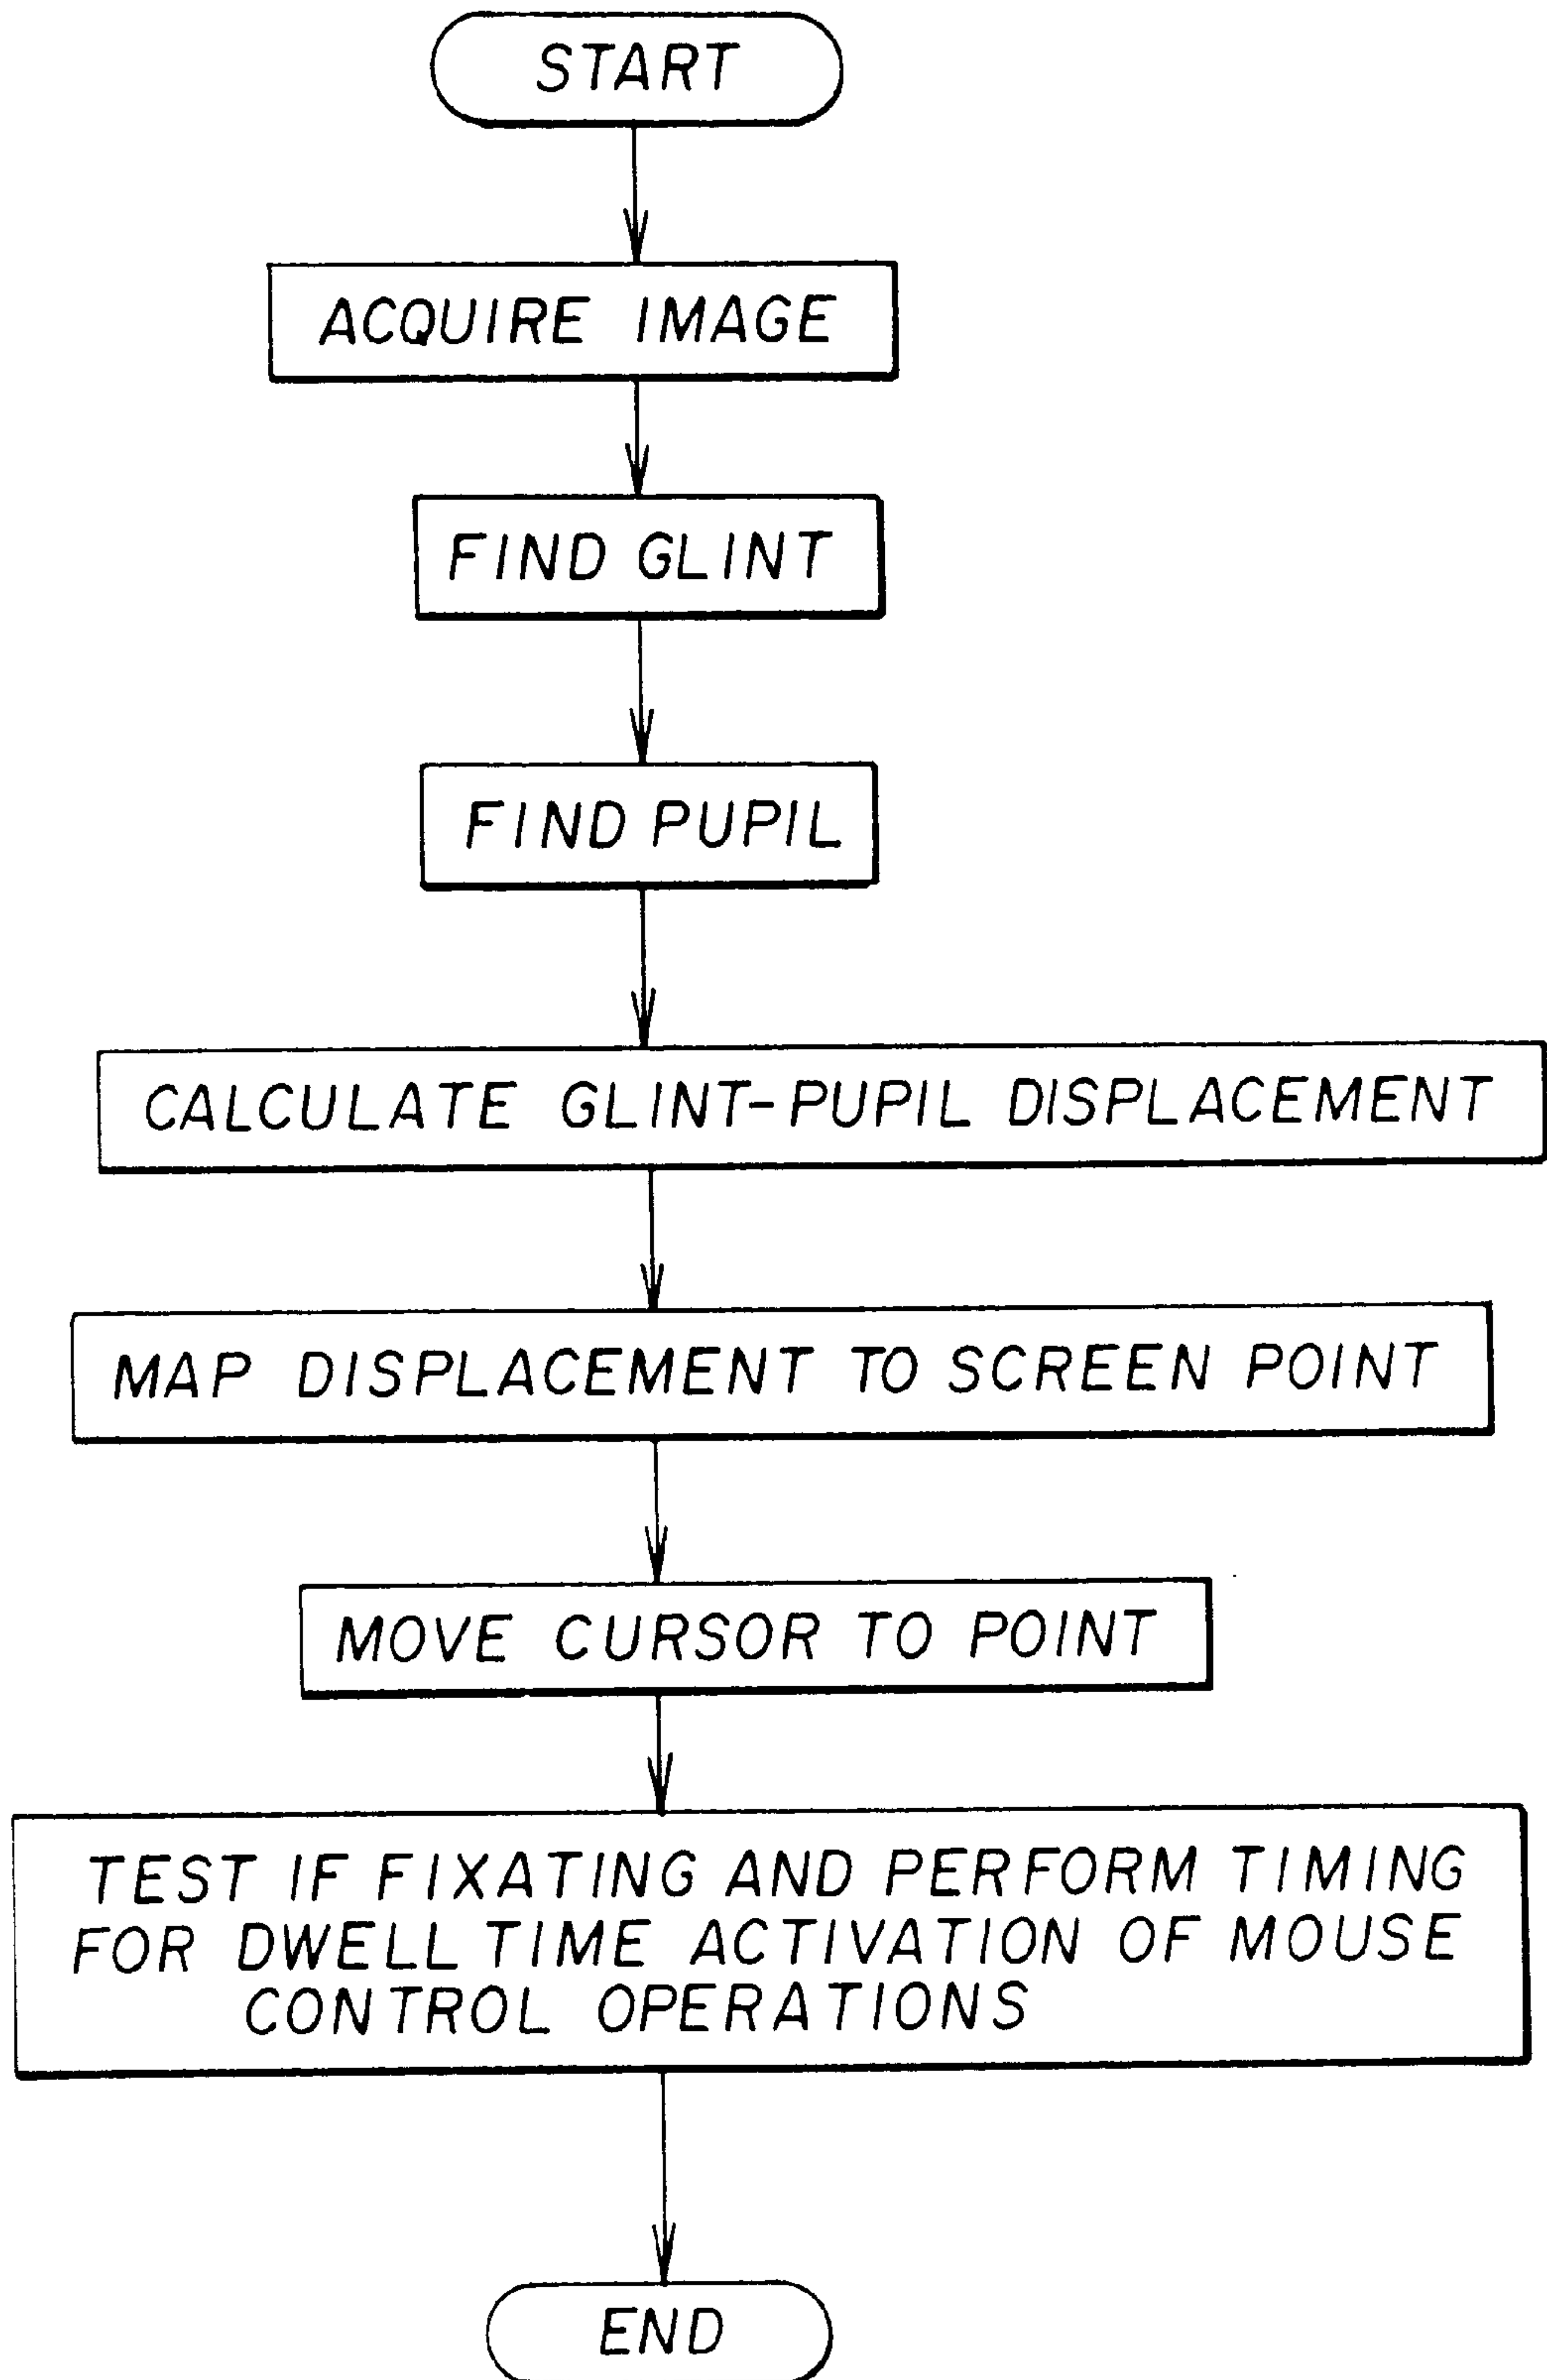 START
ACQUIRE IMAGE
FIND GLINT
FIND PUPIL
CALCULATE GLINT-PUPIL DISPLACEMENT
MAP DISPLACEMENT TO SCREEN POINT
MOVE CURSOR TO POINT
TEST IF FIXATING AND PERFORM TIMING
FOR DWELL TIME ACTIVATION OF MOUSE
CONTROL OPERATIONS
END